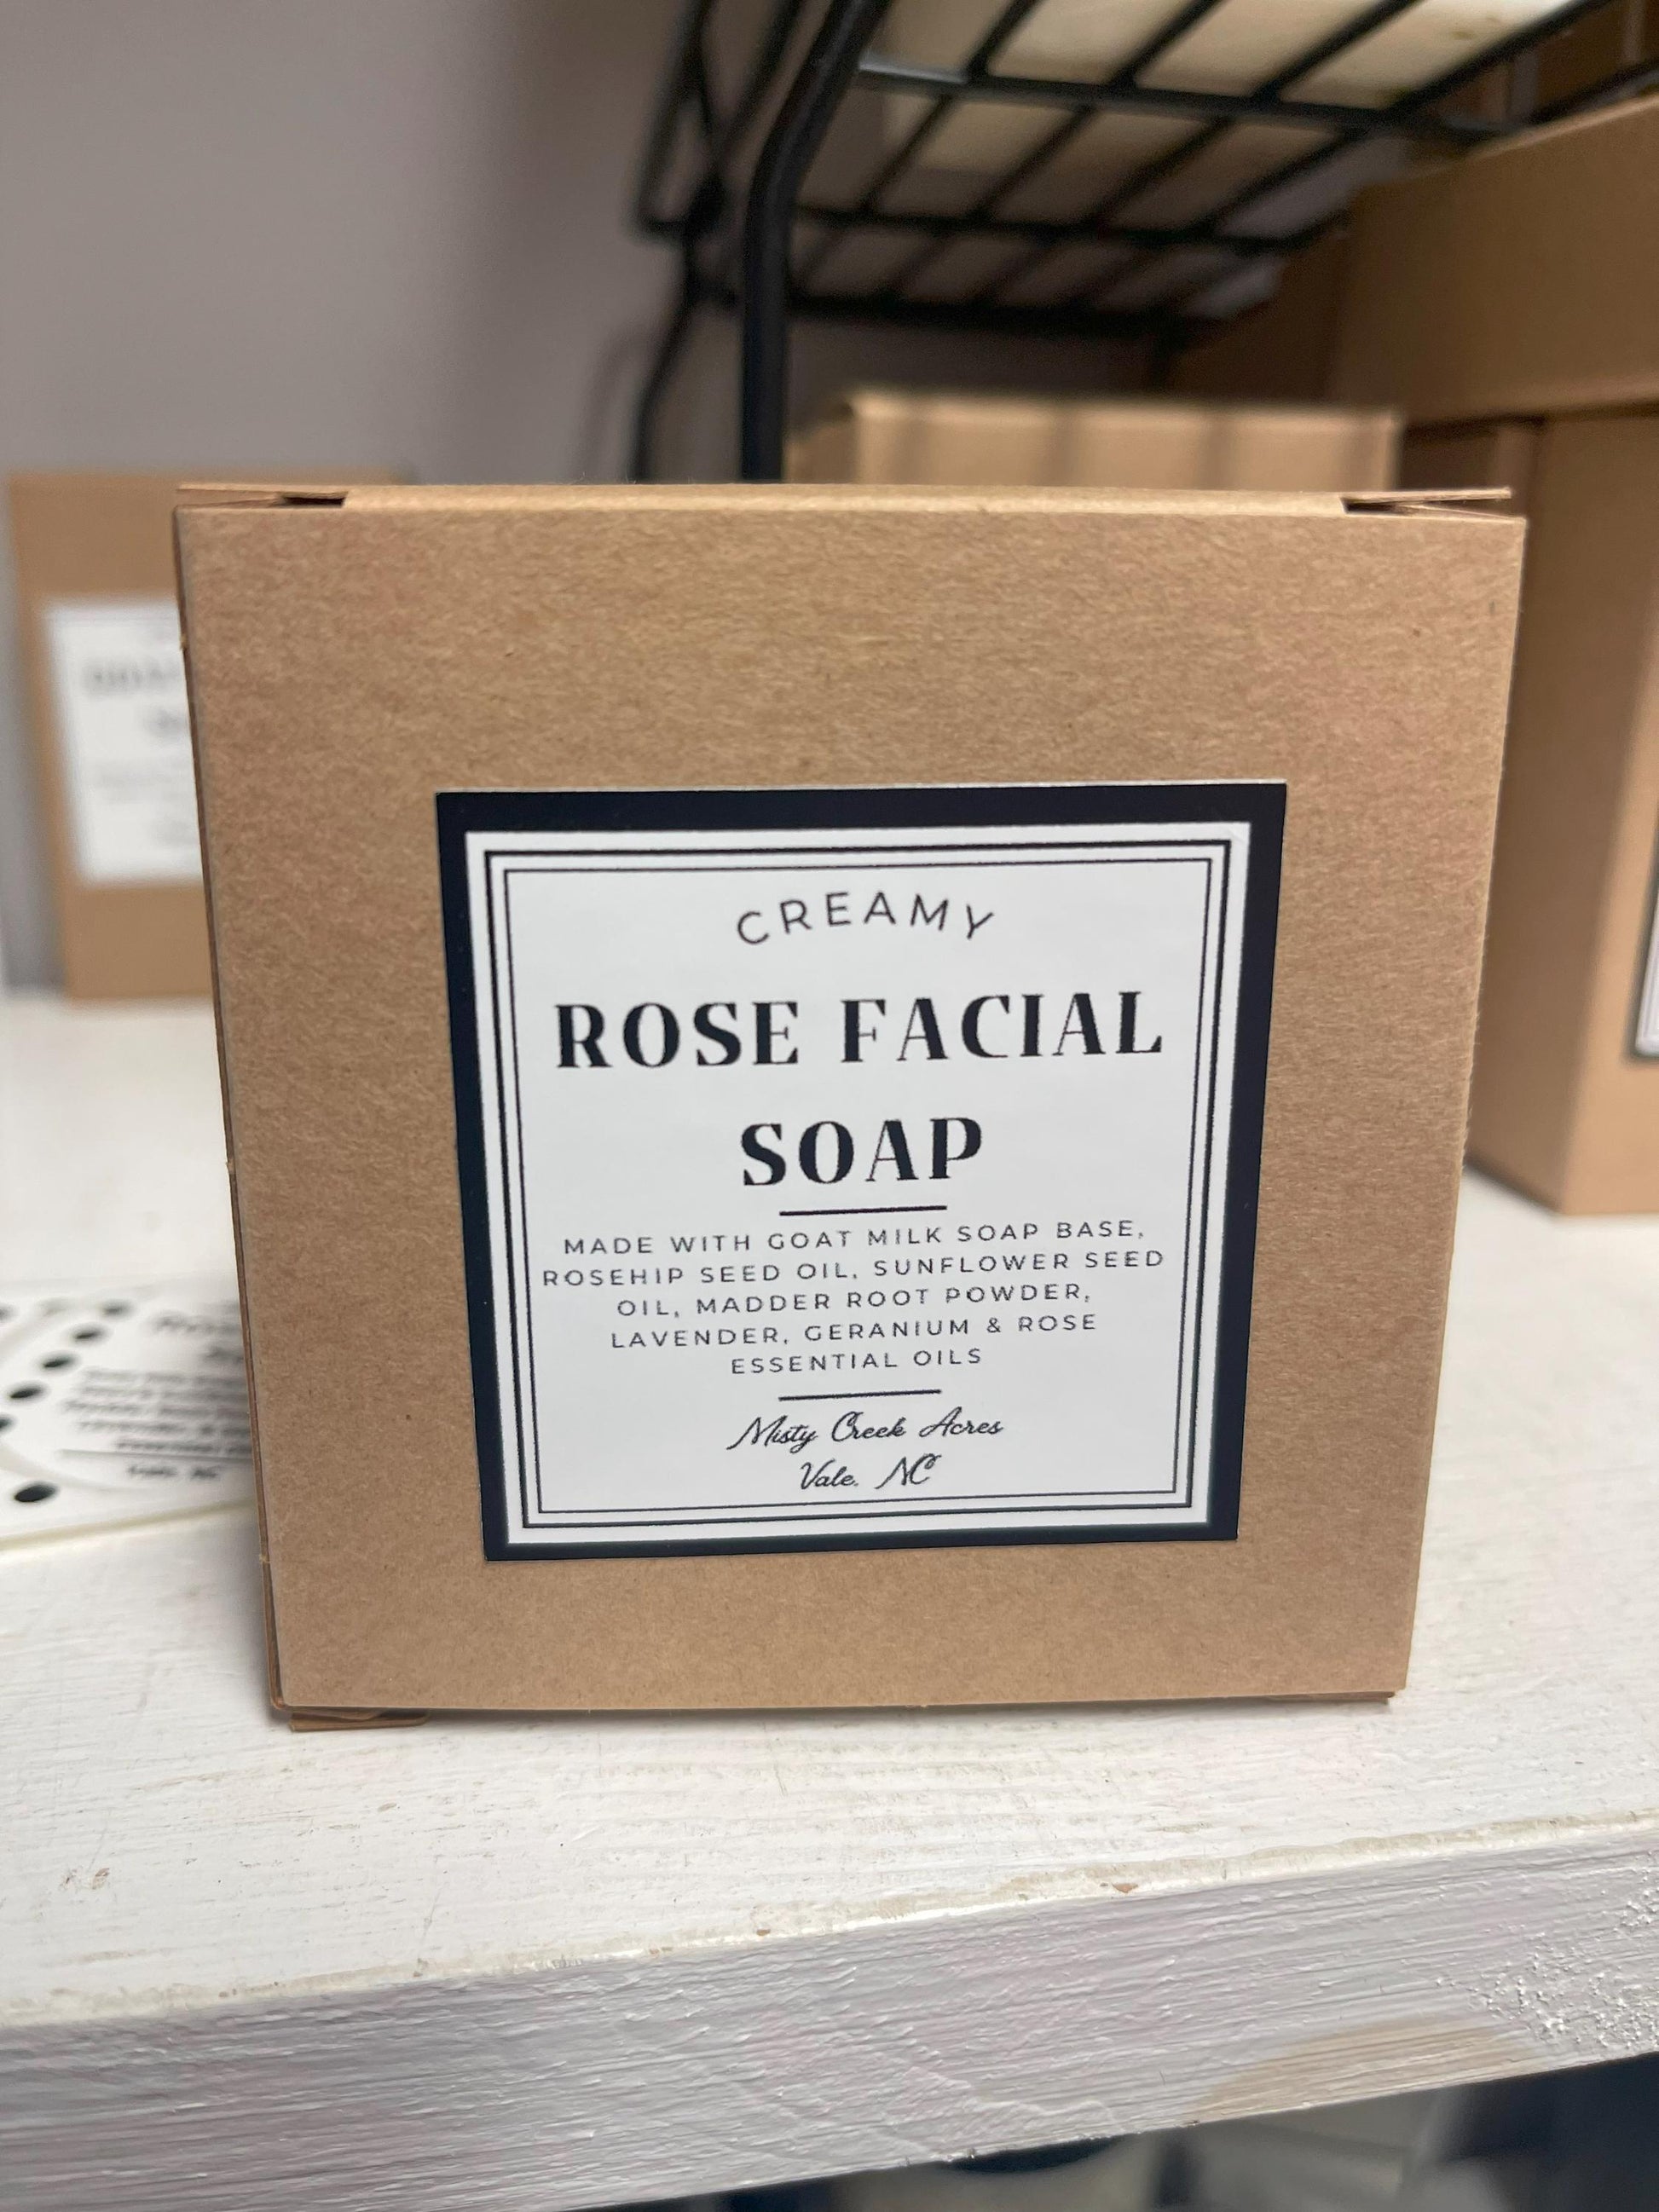 CREAMY
ROSE FACIAL
SOAP
MADE WITH GOAT MILK SOAP BASE,
ROSEHIP SEED OIL, SUNFLOWER SEED
OIL, MADDER ROOT POWDER,
LAVENDER, GERANIUM & ROSE
ESSENTIAL OILS
Misty Creek Acres
Vale, NC